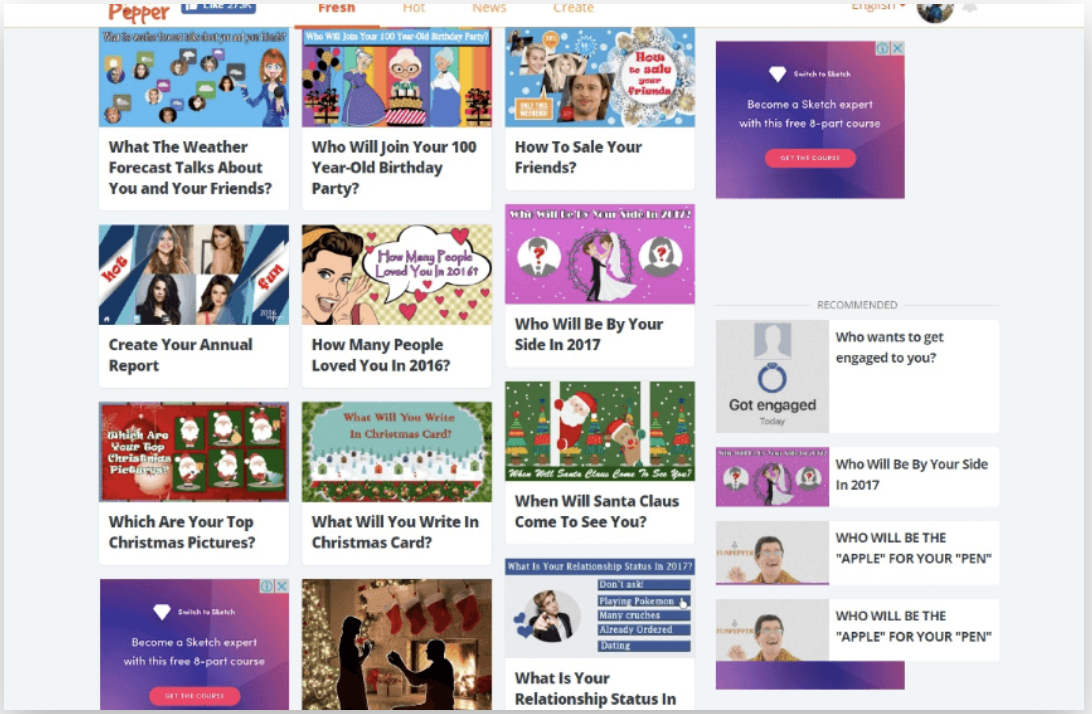 Pepper
Like 273K
Fresh
Hot
News
Create
English
What the weather forecast talks about you and your friends?
What The Weather
Forecast Talks About
You and Your Friends?
Who Will Join Your 100 Year-Old Birthday Party?
Who Will Join Your 100
Year-Old Birthday
Party?
How
to sale
your
friends
ONLY THIS
WEEKEND!
How To Sale Your
Friends?
Switch to Sketch
Become a Sketch expert
with this free 8-part course
GET THE COURSE
hot
fun
2016
Create Your Annual
Report
How Many People
Loved You In 2016?
How Many People
Loved You In 2016?
Who Will Be By Your Side In 2017?
Who Will Be By Your
Side In 2017
RECOMMENDED
Got engaged
Today
Who wants to get
engaged to you?
Who Will Be By Your Side
In 2017
WHO WILL BE THE
"APPLE" FOR YOUR "PEN"
WHO WILL BE THE
"APPLE" FOR YOUR "PEN"
Which Are
Your Top
Christmas
Pictures?
Which Are Your Top
Christmas Pictures?
What Will You Write
In Christmas Card?
What Will You Write In
Christmas Card?
When Will Santa Claus Come To See You?
When Will Santa Claus
Come To See You?
Switch to Sketch
Become a Sketch expert
with this free 8-part course
GET THE COURSE
What Is Your Relationship Status In 2017?
Don't ask!
Playing Pokemon
Many cruches
Already Ordered
Dating
What Is Your
Relationship Status In